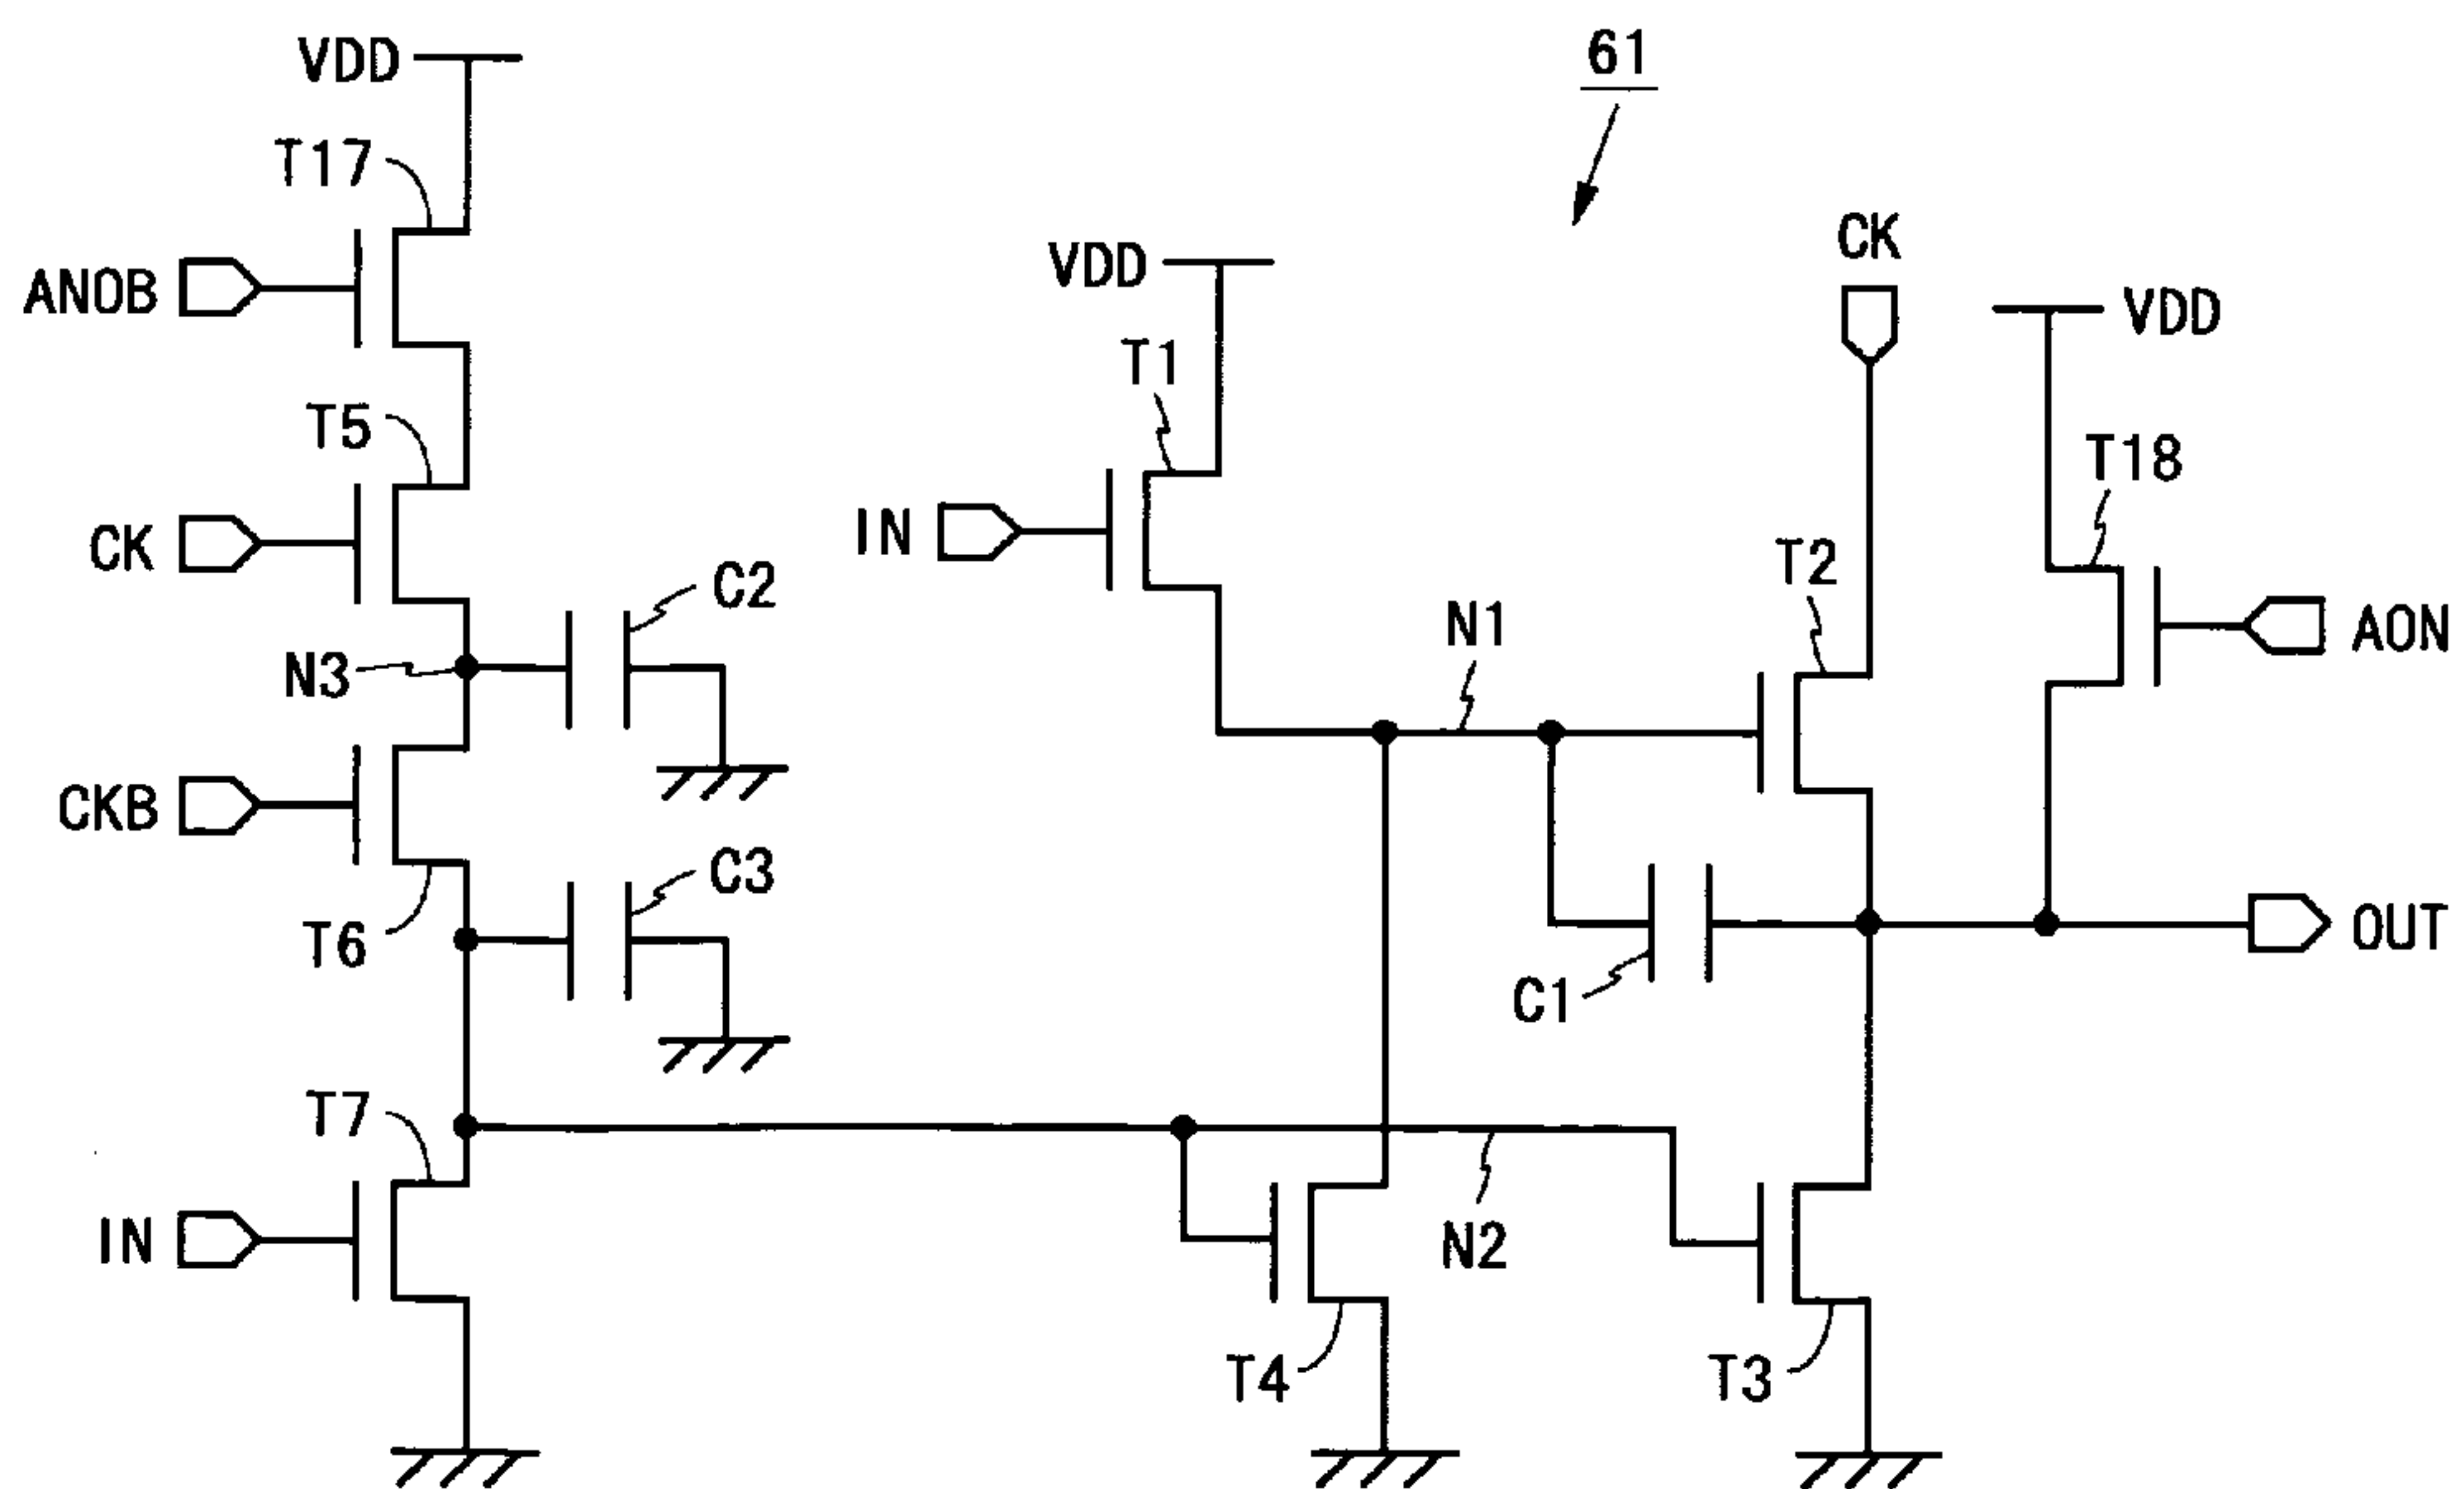 61
VDD
T17
ANOB
VDD
CK
VDD
T1
T5
T18
CK
IN
C2
T2
N1
AON
N3
CKB
C3
T6
OUT
C1
T7
IN
N2
T4
T3